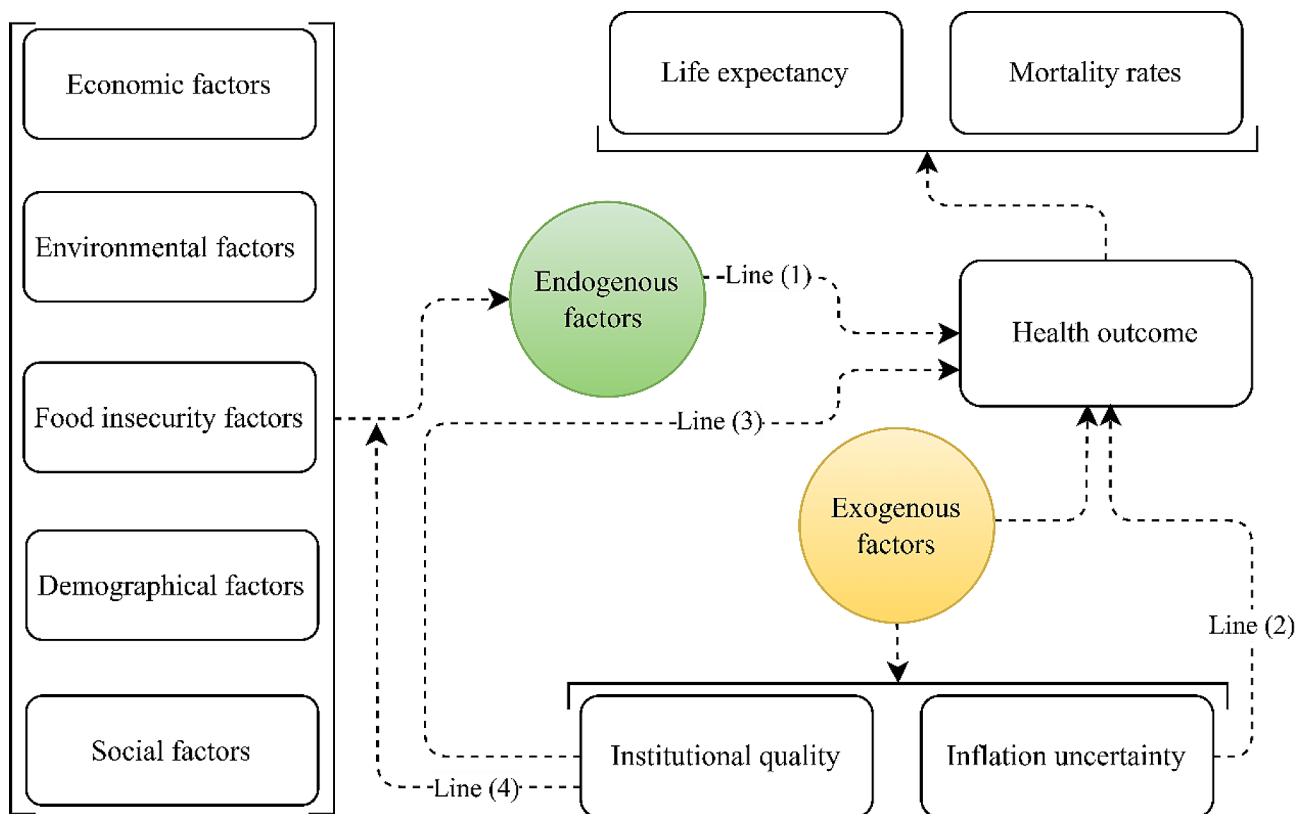 Economic factors
Environmental factors
Food insecurity factors
Demographical factors
Social factors
Life expectancy
Mortality rates
Endogenous
factors
Line (1)
Health outcome
Line (3)
Exogenous
factors
Line (2)
Institutional quality
Inflation uncertainty
Line (4)